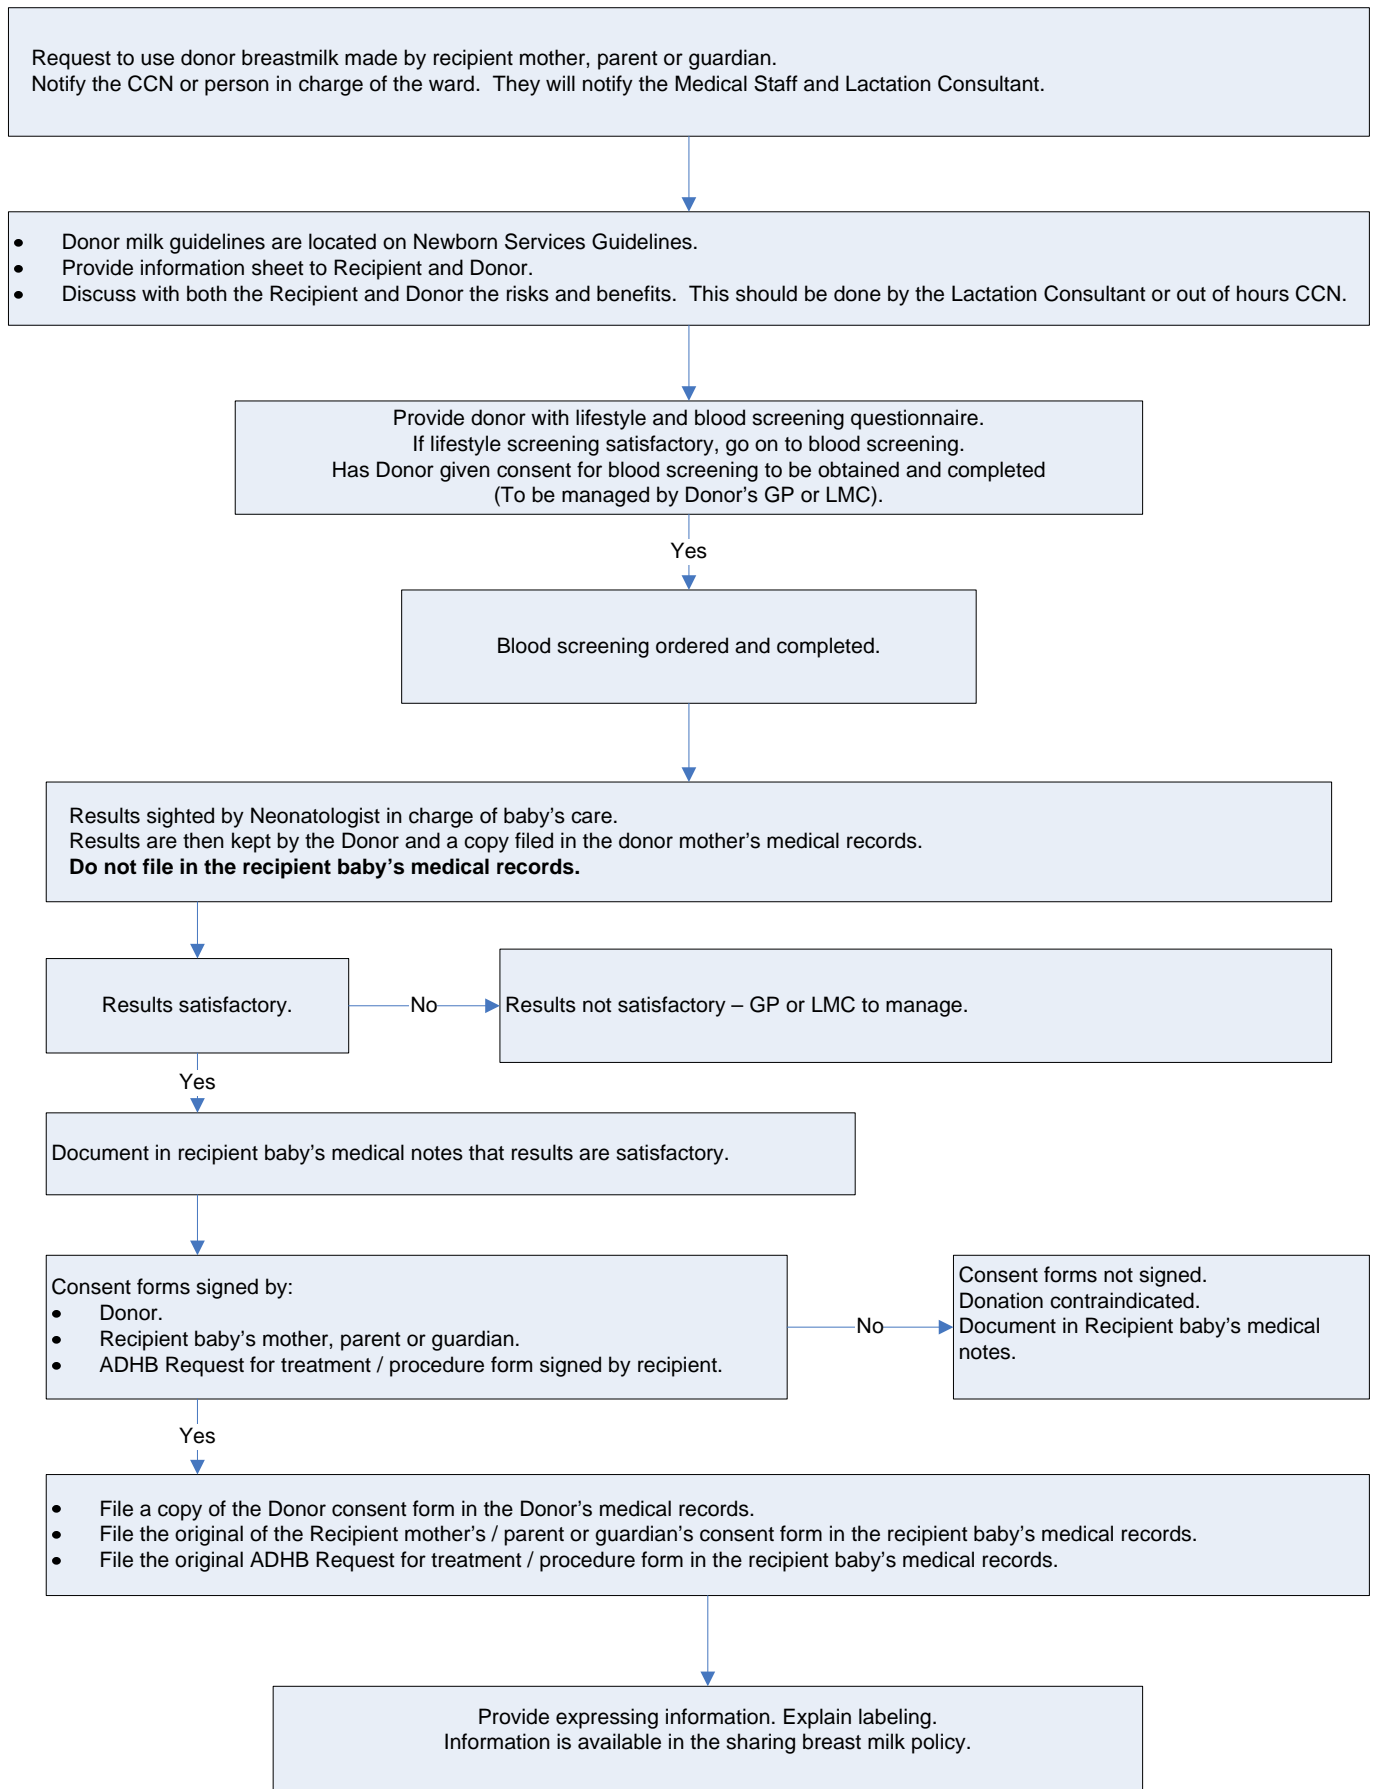 Request to use donor breastmilk made by recipient mother, parent or guardian.
Notify the CCN or person in charge of the ward.  They will notify the Medical Staff and Lactation Consultant.
• Donor milk guidelines are located on Newborn Services Guidelines.
• Provide information sheet to Recipient and Donor.
• Discuss with both the Recipient and Donor the risks and benefits.  This should be done by the Lactation Consultant or out of hours CCN.
Provide donor with lifestyle and blood screening questionnaire.
If lifestyle screening satisfactory, go on to blood screening.
Has Donor given consent for blood screening to be obtained and completed
(To be managed by Donor’s GP or LMC).
Yes
Blood screening ordered and completed.
Results sighted by Neonatologist in charge of baby’s care.
Results are then kept by the Donor and a copy filed in the donor mother’s medical records.
Do not file in the recipient baby’s medical records.
Results satisfactory.
No
Results not satisfactory – GP or LMC to manage.
Yes
Document in recipient baby’s medical notes that results are satisfactory.
Consent forms signed by:
• Donor.
• Recipient baby’s mother, parent or guardian.
• ADHB Request for treatment / procedure form signed by recipient.
No
Consent forms not signed.
Donation contraindicated.
Document in Recipient baby’s medical
notes.
Yes
• File a copy of the Donor consent form in the Donor’s medical records.
• File the original of the Recipient mother’s / parent or guardian’s consent form in the recipient baby’s medical records.
• File the original ADHB Request for treatment / procedure form in the recipient baby’s medical records.
Provide expressing information. Explain labeling.
Information is available in the sharing breast milk policy.